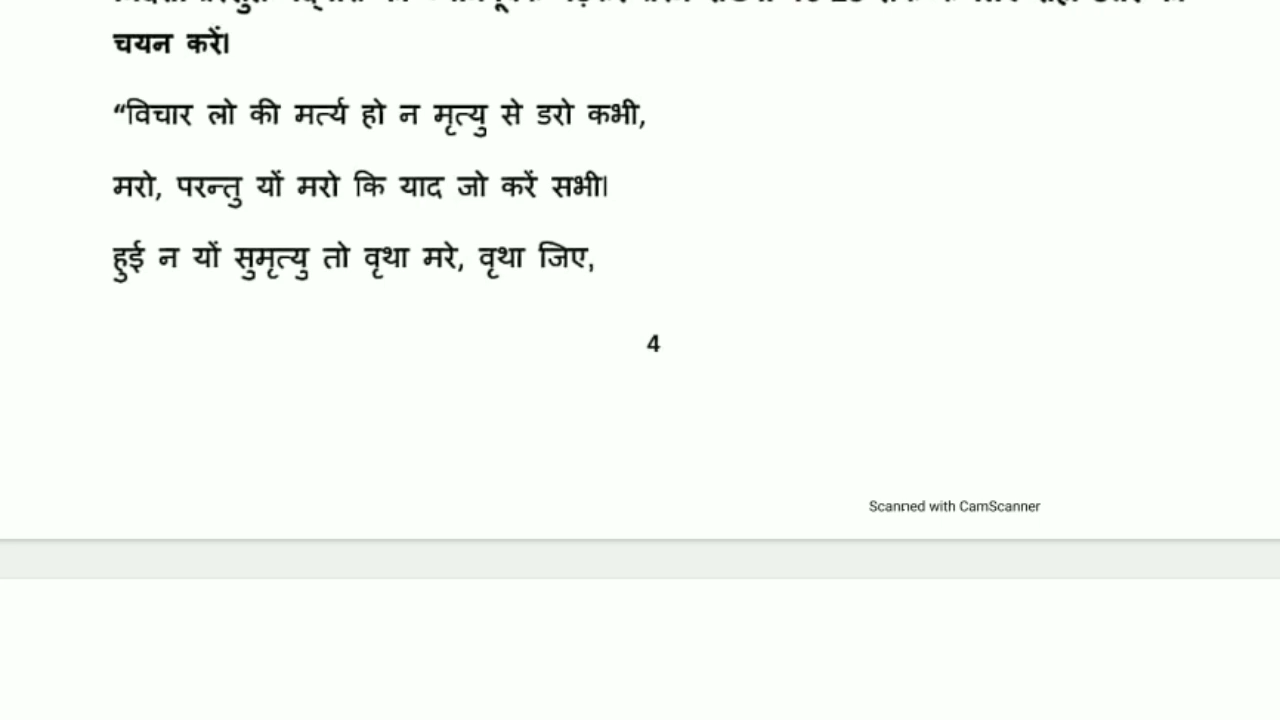 चयन करें।
“विचार लो की मर्त्य हो न मृत्यु से डरो कभी,
मरो, परन्तु यों मरो कि याद जो करें सभी।
हुई न यों सुमृत्यु तो वृथा मरे, वृथा जिए,
4
Scanned with CamScanner